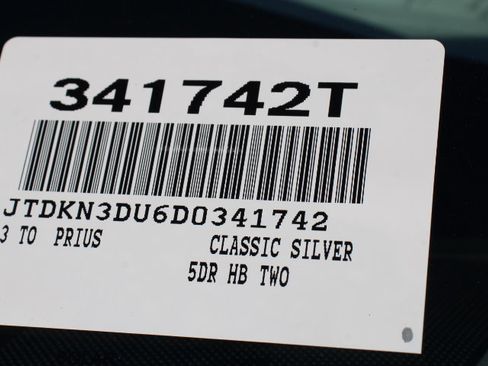 341742T
JTDKN3DU6D0341742
3 TO PRIUS CLASSIC SILVER
5DR HB TWO